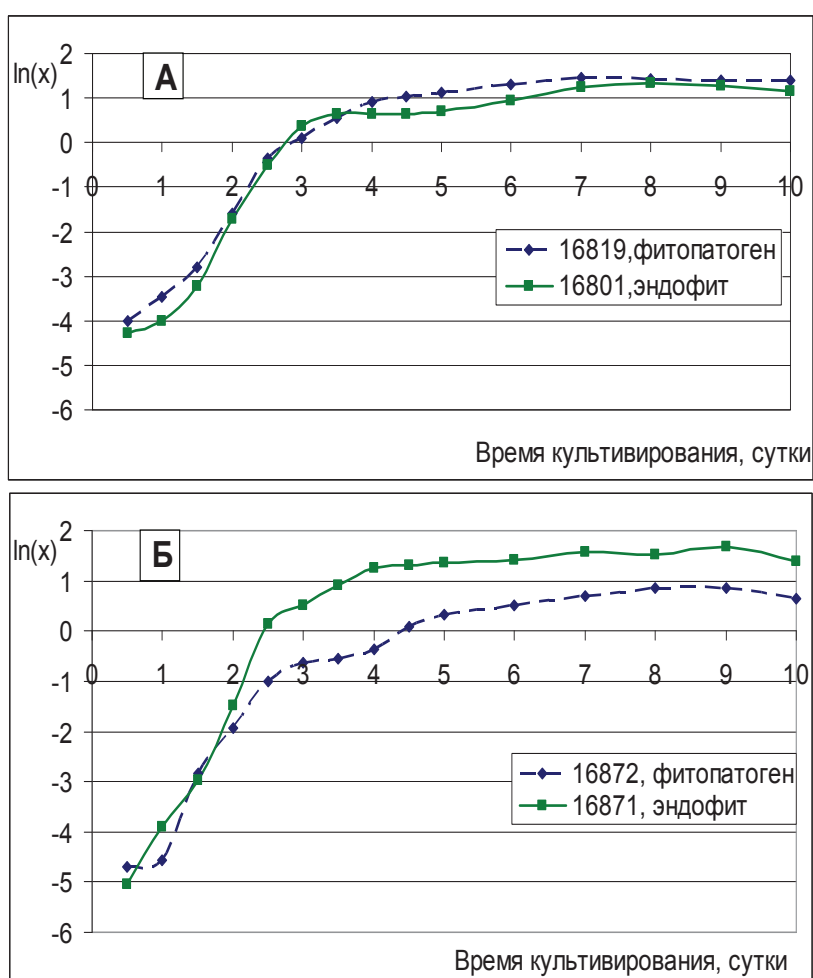 А
ln(x)
2
1
0
-1
-2
-3
-4
-5
-6
0 1 2 3 4 5 6 7 8 9 10
16819,фитопатоген
16801,эндофит
Время культивирования, сутки
Б
ln(x)
2
1
0
-1
-2
-3
-4
-5
-6
0 1 2 3 4 5 6 7 8 9 10
16872, фитопатоген
16871, эндофит
Время культивирования, сутки